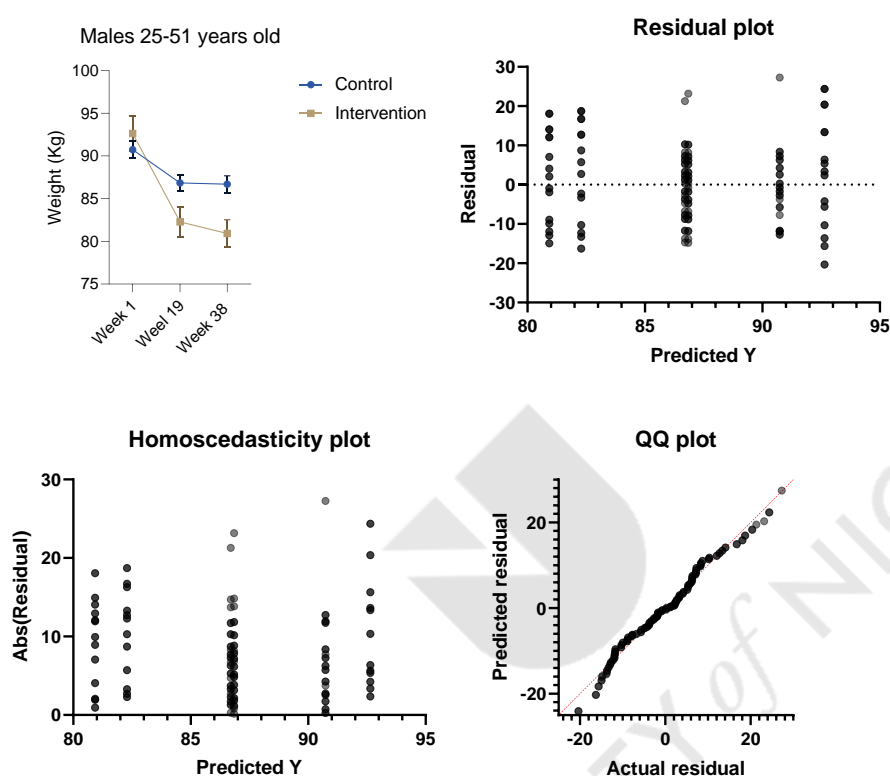 Males 25-51 years old
100
95
90
85
80
75
Weight (Kg)
Week 1
Weel 19
Week 38
Control
Intervention
Residual plot
30
20
10
0
-10
-20
-30
Residual
80
85
90
95
Predicted Y
Homoscedasticity plot
30
20
10
0
Abs(Residual)
80
85
90
95
Predicted Y
QQ plot
20
0
-20
Predicted residual
-20
0
20
Actual residual
TY of NIC